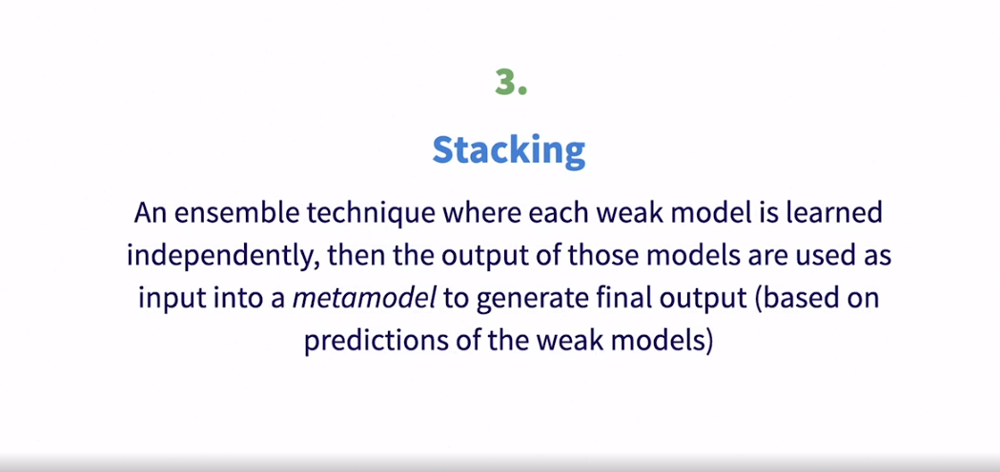 3.
Stacking
An ensemble technique where each weak model is learned
independently, then the output of those models are used as
input into a metamodel to generate final output (based on
predictions of the weak models)